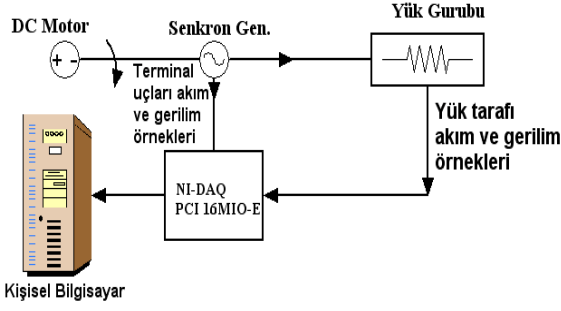 DC Motor
Senkron Gen.
Yük Gurubu
+ -
Terminal
uçları akım
ve gerilim
örnekleri
Yük tarafı
akım ve gerilim
örnekleri
NI-DAQ
PCI 16MIO-E
Kişisel Bilgisayar